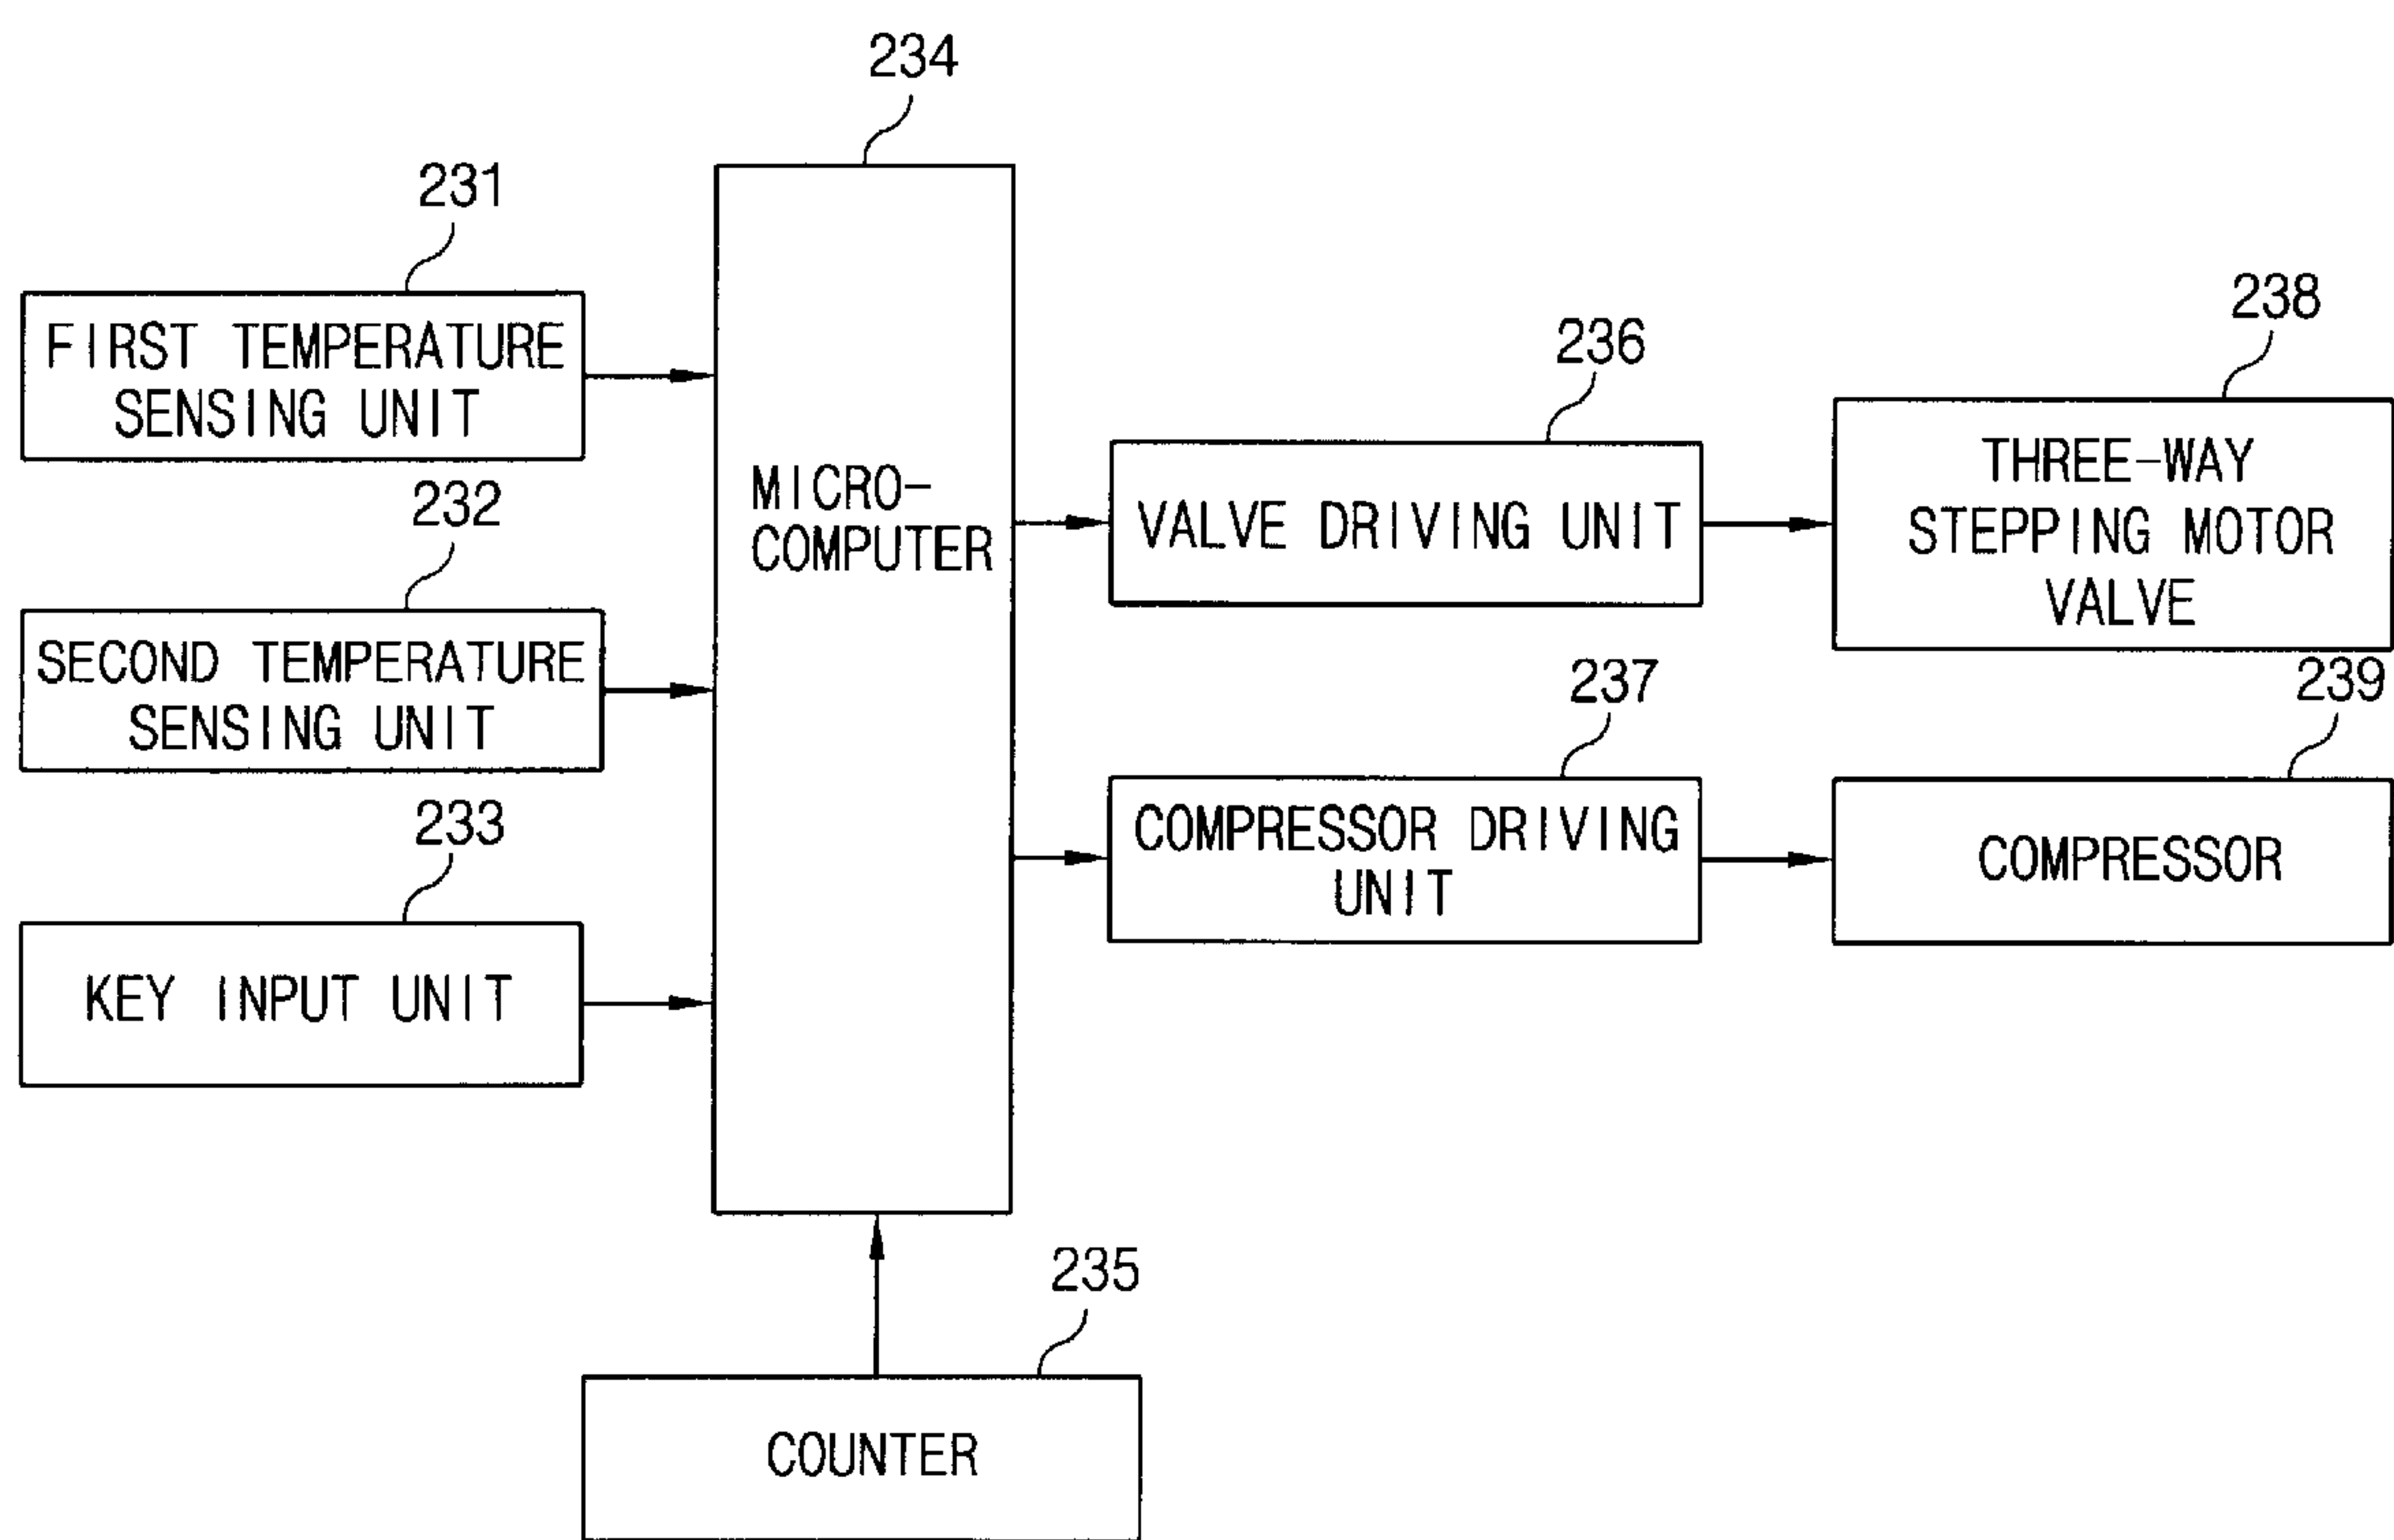 234
231
FIRST TEMPERATURE
SENSING UNIT
232
SECOND TEMPERATURE
SENSING UNIT
233
KEY INPUT UNIT
MICRO-
COMPUTER
236
VALVE DRIVING UNIT
238
THREE-WAY
STEPPING MOTOR
VALVE
237
COMPRESSOR DRIVING
UNIT
239
COMPRESSOR
235
COUNTER